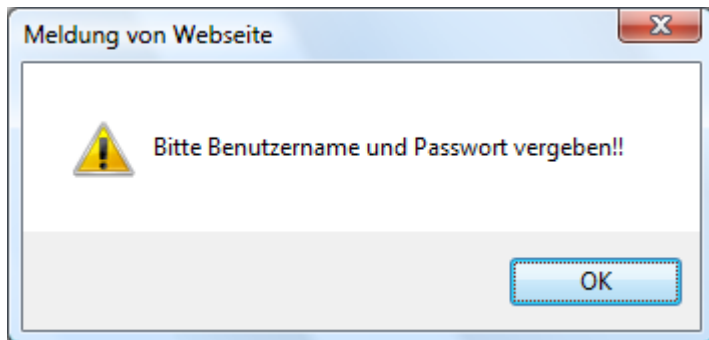 Meldung von Webseite
Bitte Benutzername und Passwort vergeben!!
OK